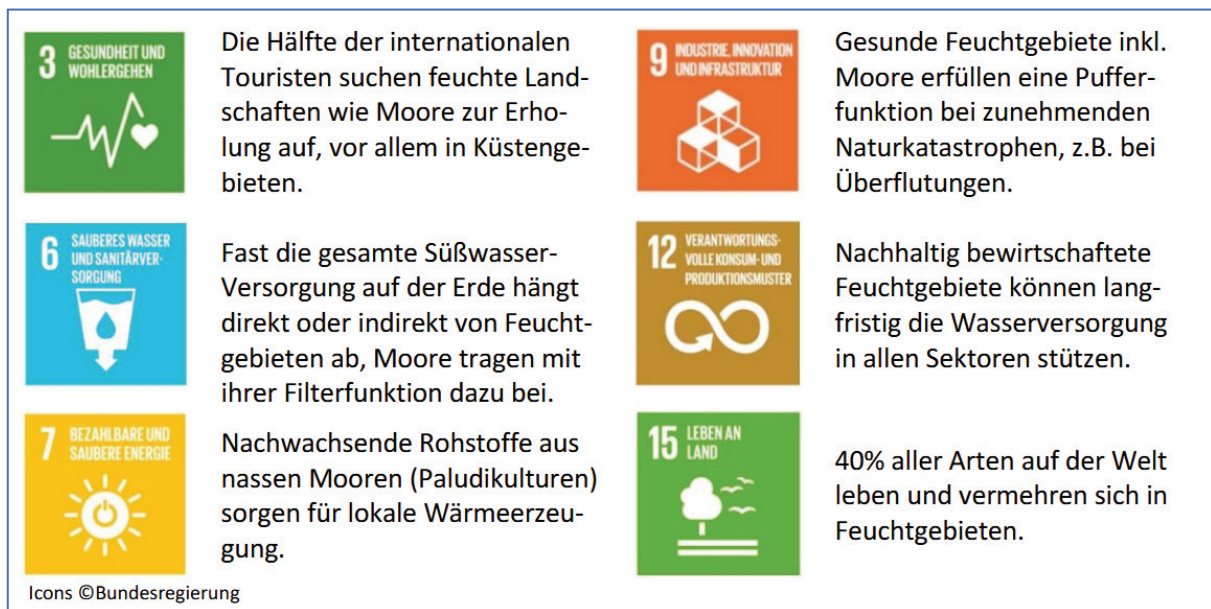 3 GESUNDHEIT UND
WOHLERGEHEN
Die Hälfte der internationalen
Touristen suchen feuchte Land-
schaften wie Moore zur Erho-
lung auf, vor allem in Küstenge-
bieten.
6 SAUBERES WASSER
UND SANITÄRVER-
SORGUNG
Fast die gesamte Süßwasser-
Versorgung auf der Erde hängt
direkt oder indirekt von Feucht-
gebieten ab, Moore tragen mit
ihrer Filterfunktion dazu bei.
7 BEZAHLBARE UND
SAUBERE ENERGIE
Nachwachsende Rohstoffe aus
nassen Mooren (Paludikulturen)
sorgen für lokale Wärmeerzeu-
gung.
9 INDUSTRIE, INNOVATION
UND INFRASTRUKTUR
Gesunde Feuchtgebiete inkl.
Moore erfüllen eine Puffer-
funktion bei zunehmenden
Naturkatastrophen, z.B. bei
Überflutungen.
12 VERANTWORTUNGS-
VOLLE KONSUM- UND
PRODUKTIONSMUSTER
Nachhaltig bewirtschaftete
Feuchtgebiete können lang-
fristig die Wasserversorgung
in allen Sektoren stützen.
15 LEBEN AN
LAND
40% aller Arten auf der Welt
leben und vermehren sich in
Feuchtgebieten.
Icons ©Bundesregierung